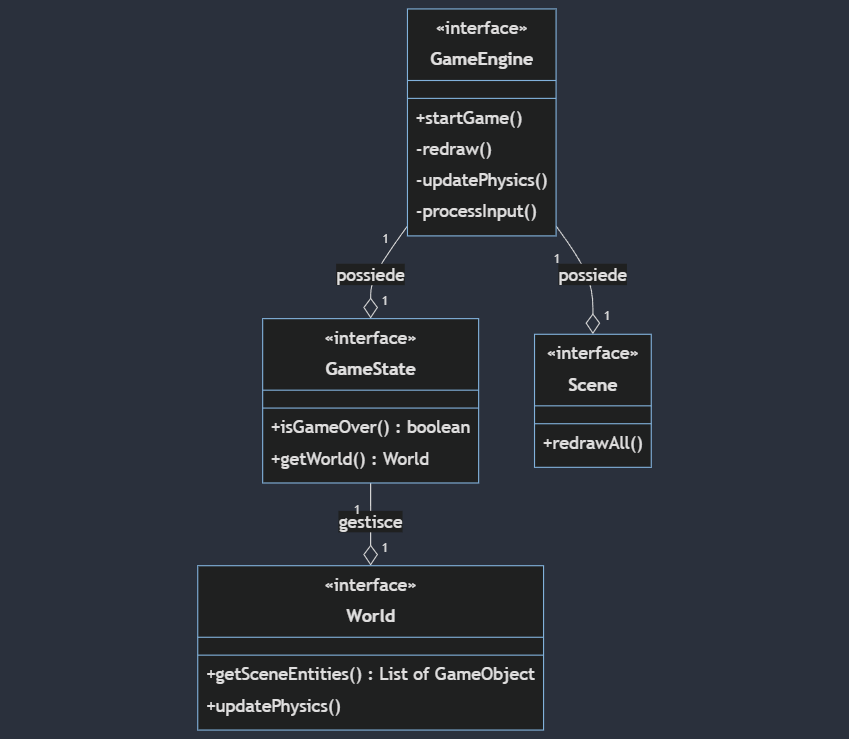 «interface»
GameEngine
+startGame()
-redraw()
-updatePhysics()
-processInput()
1
possiede
1
1
possiede
1
«interface»
GameState
+isGameOver() : boolean
+getWorld() : World
«interface»
Scene
+redrawAll()
1
gestisce
1
«interface»
World
+getSceneEntities() : List of GameObject
+updatePhysics()